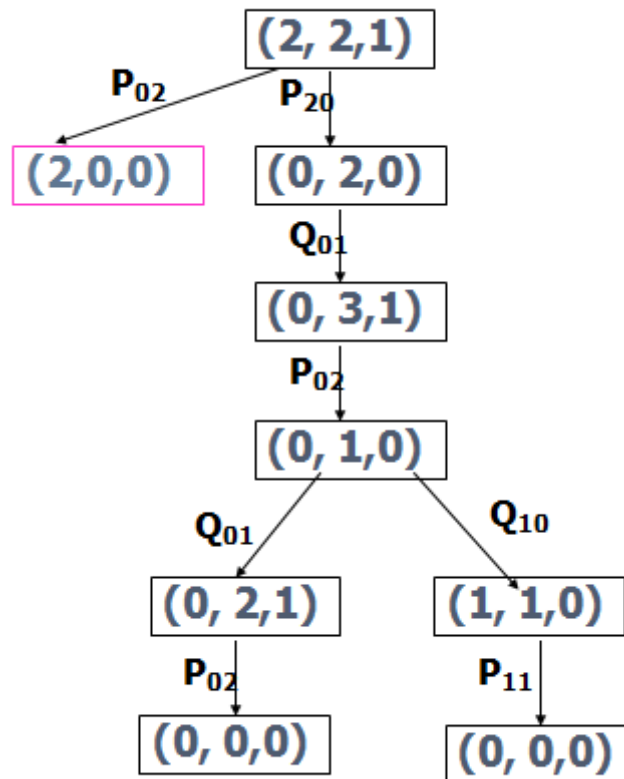 (2, 2,1)
P₀₂ P₂₀
(2,0,0) (0, 2,0)
Q₀₁
(0, 3,1)
P₀₂
(0, 1,0)
Q₀₁ Q₁₀
(0, 2,1) (1, 1,0)
P₀₂ P₁₁
(0, 0,0) (0, 0,0)